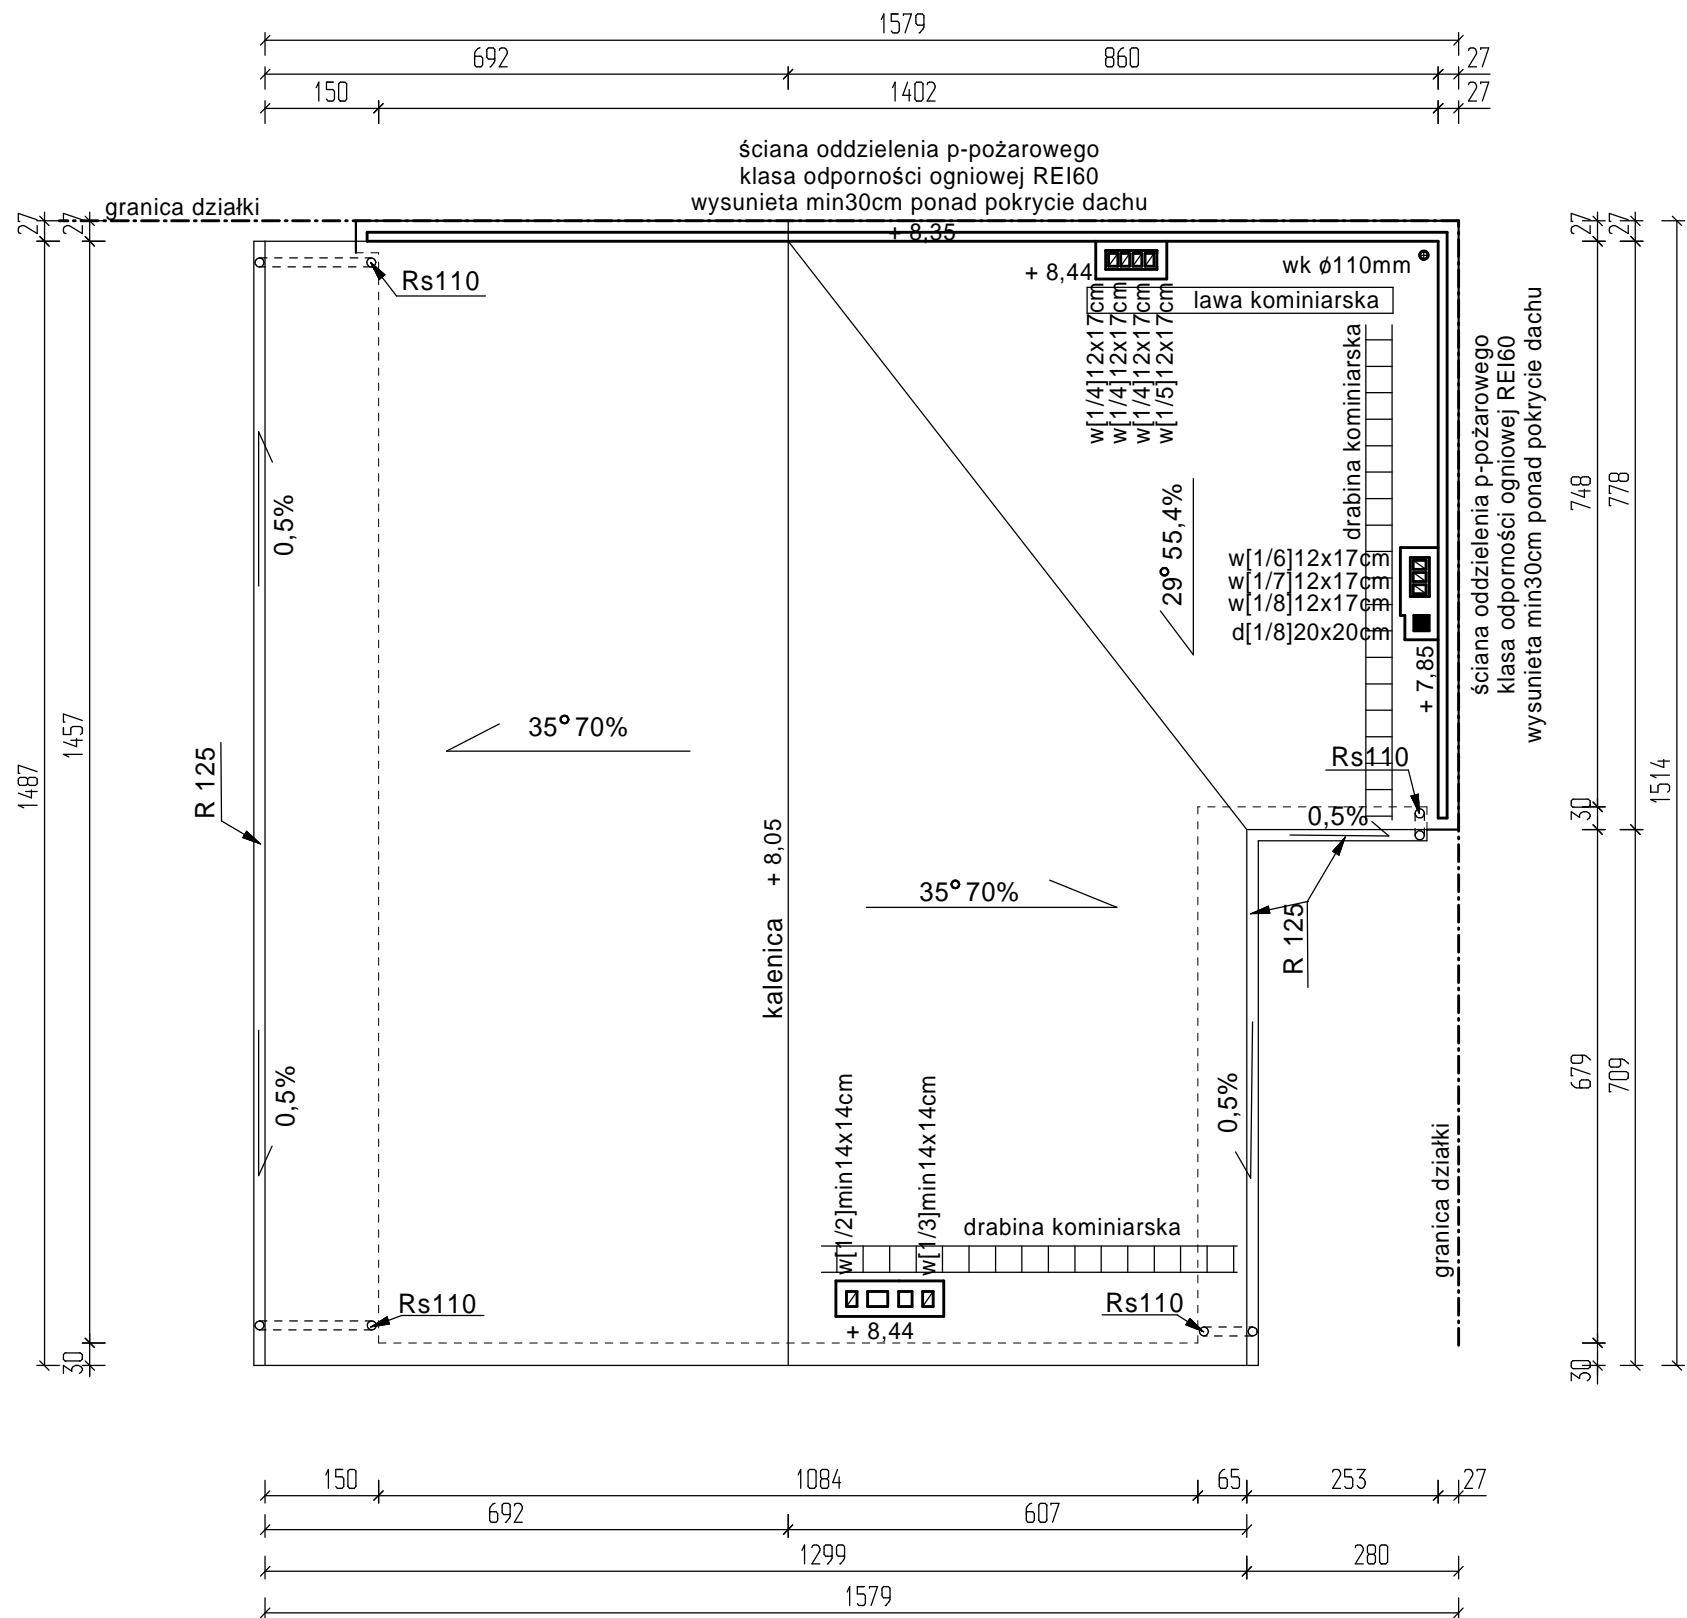 1579
692
860
27
150
1402
27
ściana oddzielenia p-pożarowego
klasa odporności ogniowej REI60
wysunieta min30cm ponad pokrycie dachu
granica działki
+ 8,35
27
27
27
27
Rs110
+ 8,44
wk ø110mm
lawa kominiarska
w[1/4]12x17cm
w[1/4]12x17cm
w[1/4]12x17cm
w[1/5]12x17cm
drabina kominiarska
ściana oddzielenia p-pożarowego
klasa odporności ogniowej REI60
wysunieta min30cm ponad pokrycie dachu
0,5%
29° 55,4%
748
778
w[1/6]12x17cm
w[1/7]12x17cm
w[1/8]12x17cm
d[1/8]20x20cm
+ 7,85
35° 70%
1457
1487
R 125
Rs110
0,5%
30
1514
kalenica + 8,05
35° 70%
R 125
0,5%
w[1/2]min14x14cm
w[1/3]min14x14cm
0,5%
679
709
granica działki
drabina kominiarska
Rs110
+ 8,44
Rs110
30
30
150
1084
65
253
27
692
607
1299
280
1579